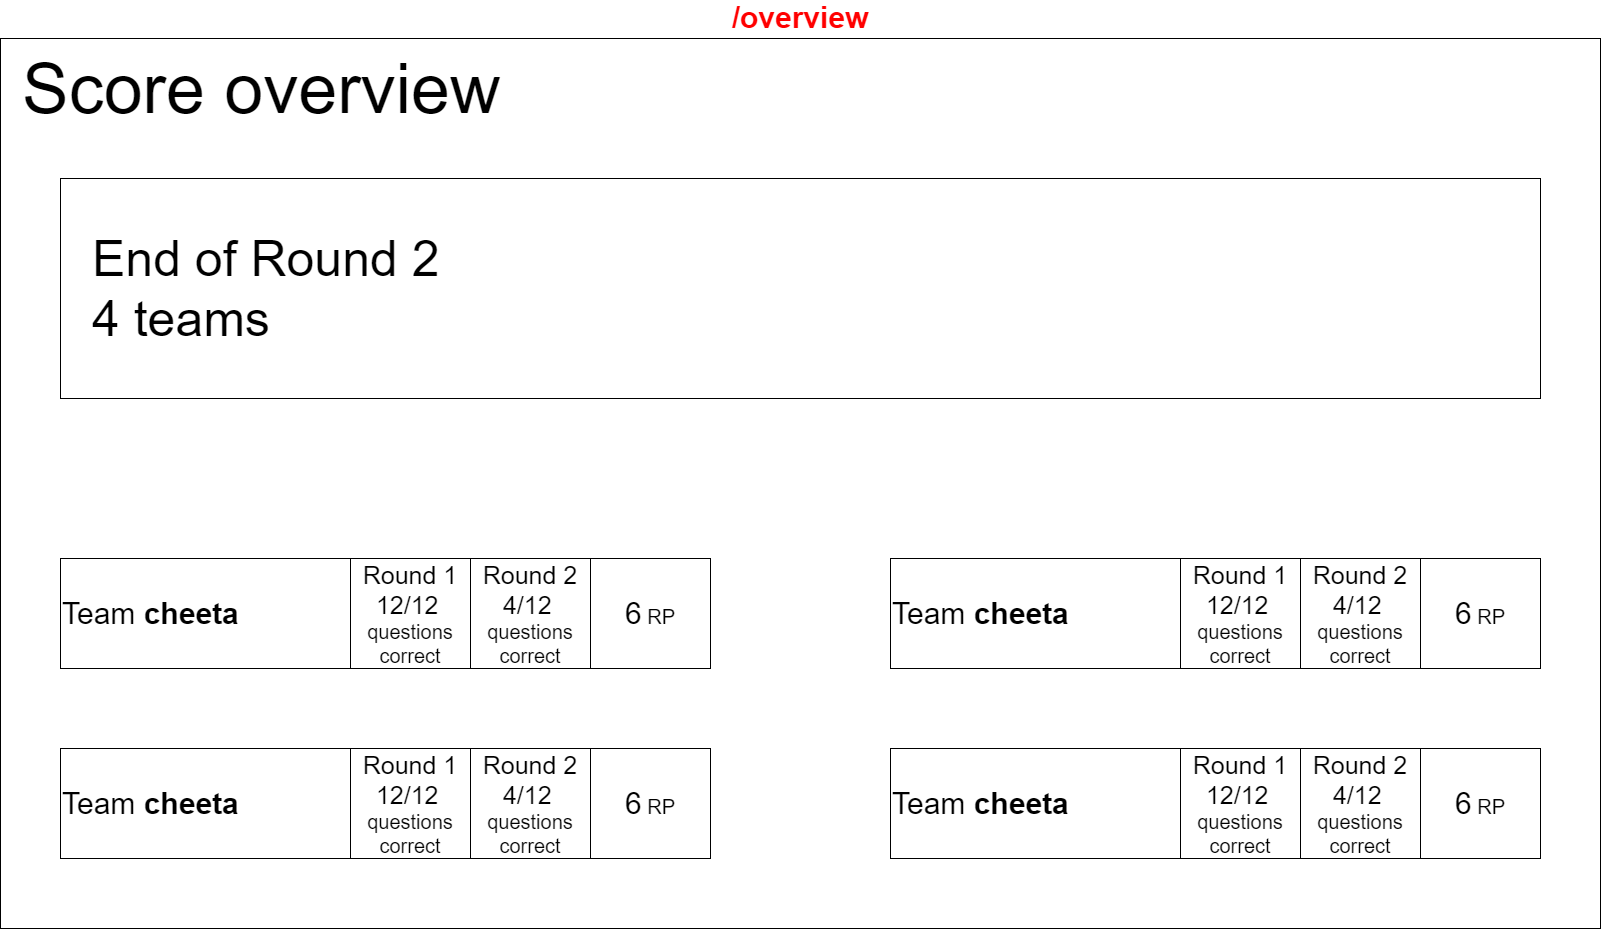 /overview
Score overview
End of Round 2
4 teams
Team cheeta
Round 1
12/12
questions
correct
Round 2
4/12
questions
correct
6 RP
Team cheeta
Round 1
12/12
questions
correct
Round 2
4/12
questions
correct
6 RP
Team cheeta
Round 1
12/12
questions
correct
Round 2
4/12
questions
correct
6 RP
Team cheeta
Round 1
12/12
questions
correct
Round 2
4/12
questions
correct
6 RP